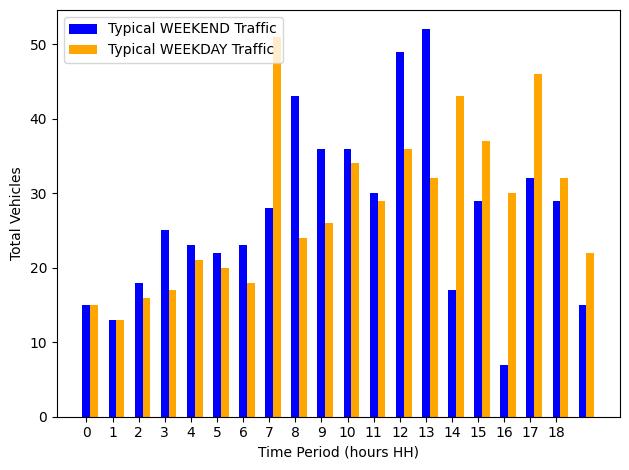 Typical WEEKEND Traffic
Typical WEEKDAY Traffic
50
40
30
20
10
0
Total Vehicles
0 1 2 3 4 5 6 7 8 9 10 11 12 13 14 15 16 17 18
Time Period (hours HH)